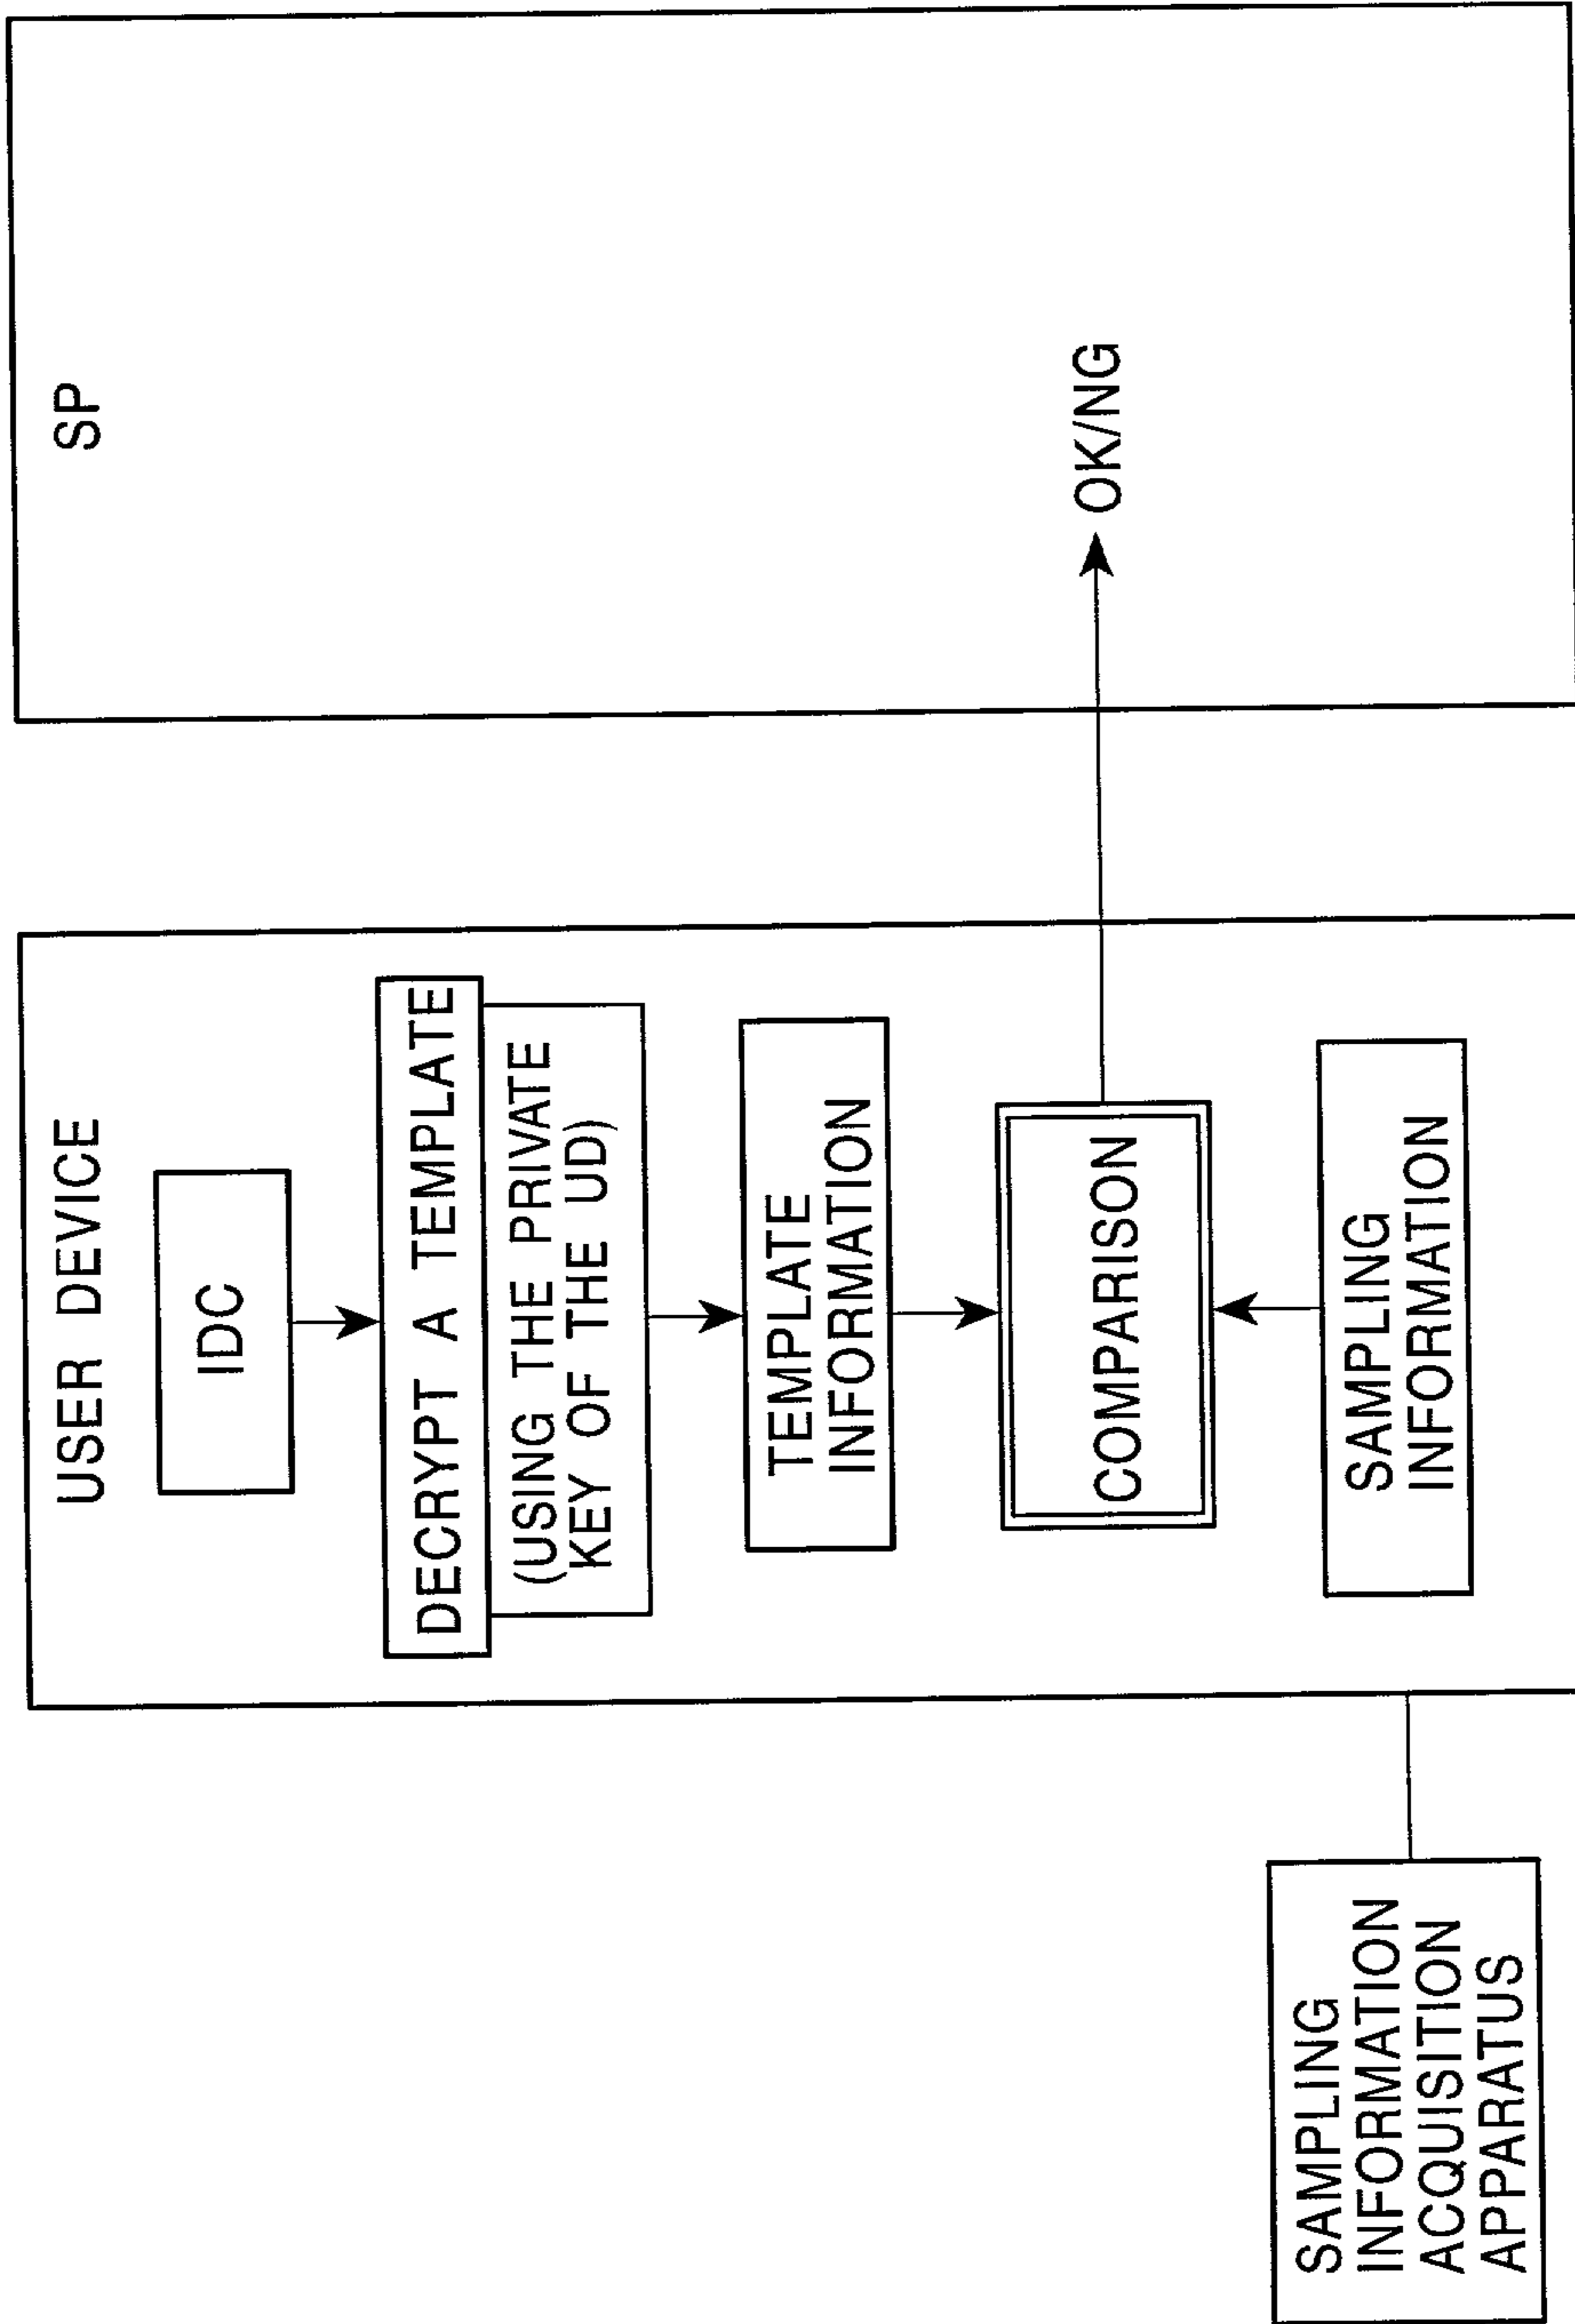 USER DEVICE
IDC
DECRYPT A TEMPLATE
(USING THE PRIVATE
KEY OF THE UD)
TEMPLATE
INFORMATION
COMPARISON
SAMPLING
INFORMATION
SAMPLING
INFORMATION
ACQUISITION
APPARATUS
SP
OK/NG